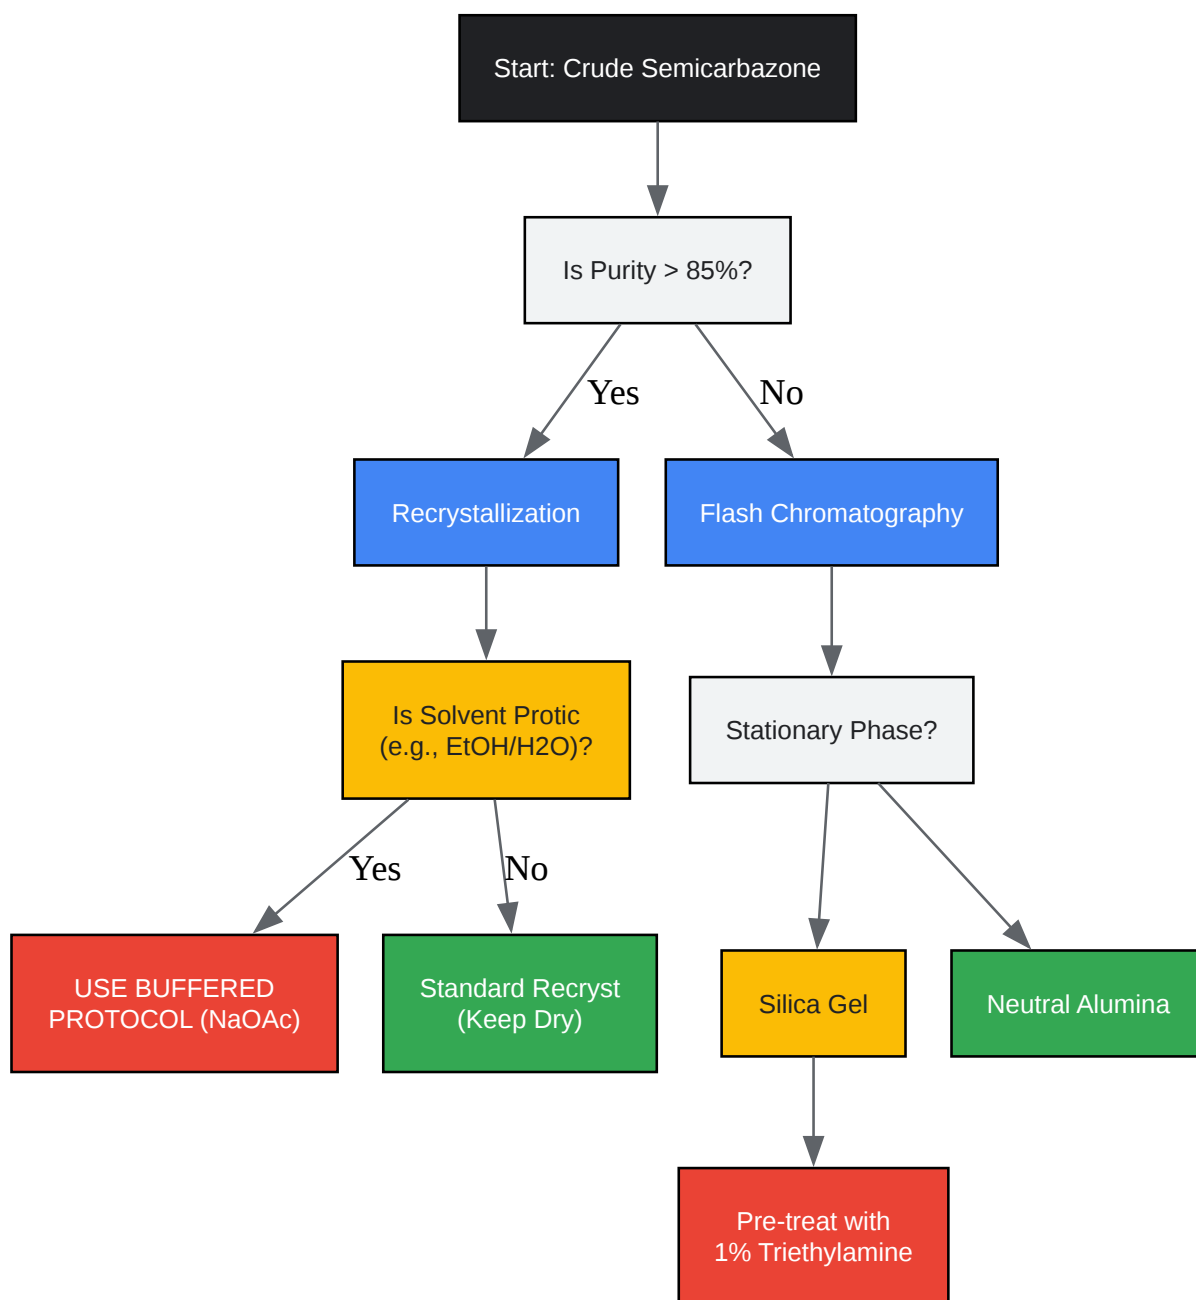 Start: Crude Semicarbazone
Is Purity > 85%?
Yes
No
Recrystallization
Flash Chromatography
Is Solvent Protic
(e.g., EtOH/H2O)?
Stationary Phase?
Yes
No
USE BUFFERED
PROTOCOL (NaOAc)
Standard Recryst
(Keep Dry)
Silica Gel
Neutral Alumina
Pre-treat with
1% Triethylamine